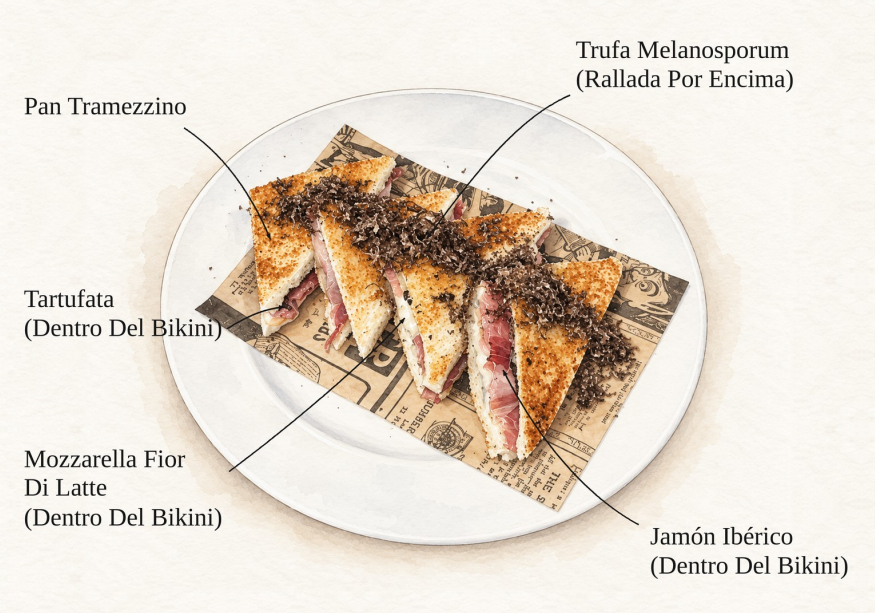 Trufa Melanosporum
(Rallada Por Encima)
Pan Tramezzino
Tartufata
(Dentro Del Bikini)
Mozzarella Fior
Di Latte
(Dentro Del Bikini)
Jamón Ibérico
(Dentro Del Bikini)